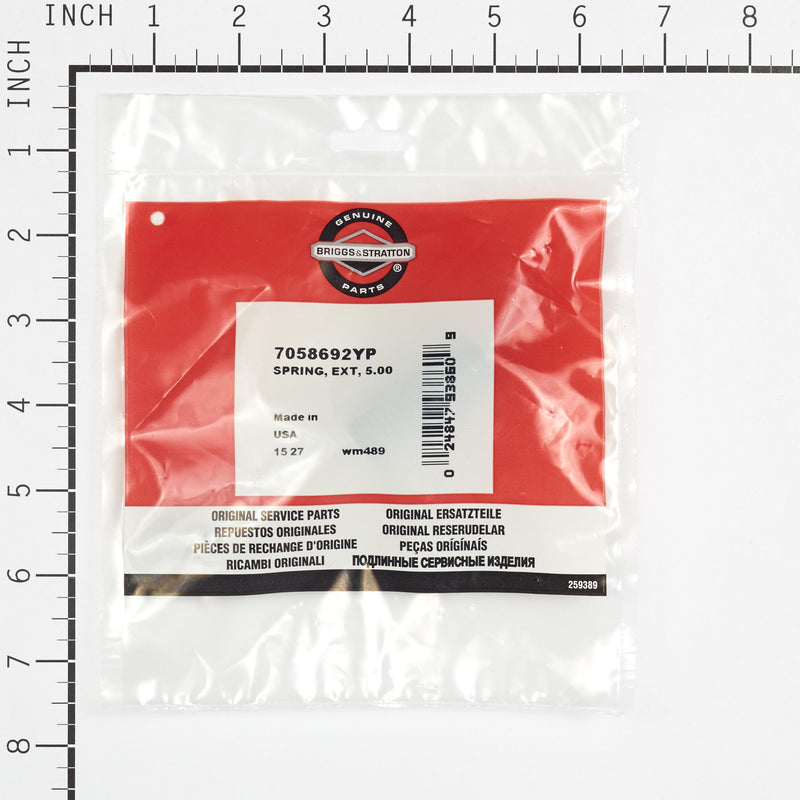 INCH 1 2 3 4 5 6 7 8
INCH
1
2
3
4
5
6
7
8
GENUINE
BRIGGS & STRATTON
®
PARTS
7058692YP
SPRING, EXT, 5.00
Made in
USA
15 27 wm489
0 24847 93860 9
ORIGINAL SERVICE PARTS
REPUESTOS ORIGINALES
PIÈCES DE RECHANGE D'ORIGINE
RICAMBI ORIGINALI
ORIGINAL ERSATZTEILE
ORIGINAL RESERUDELAR
PEÇAS ORÍGÍNAÍS
ПОДЛИННЫЕ СЕРВИСНЫЕ ИЗДЕЛИЯ
259389